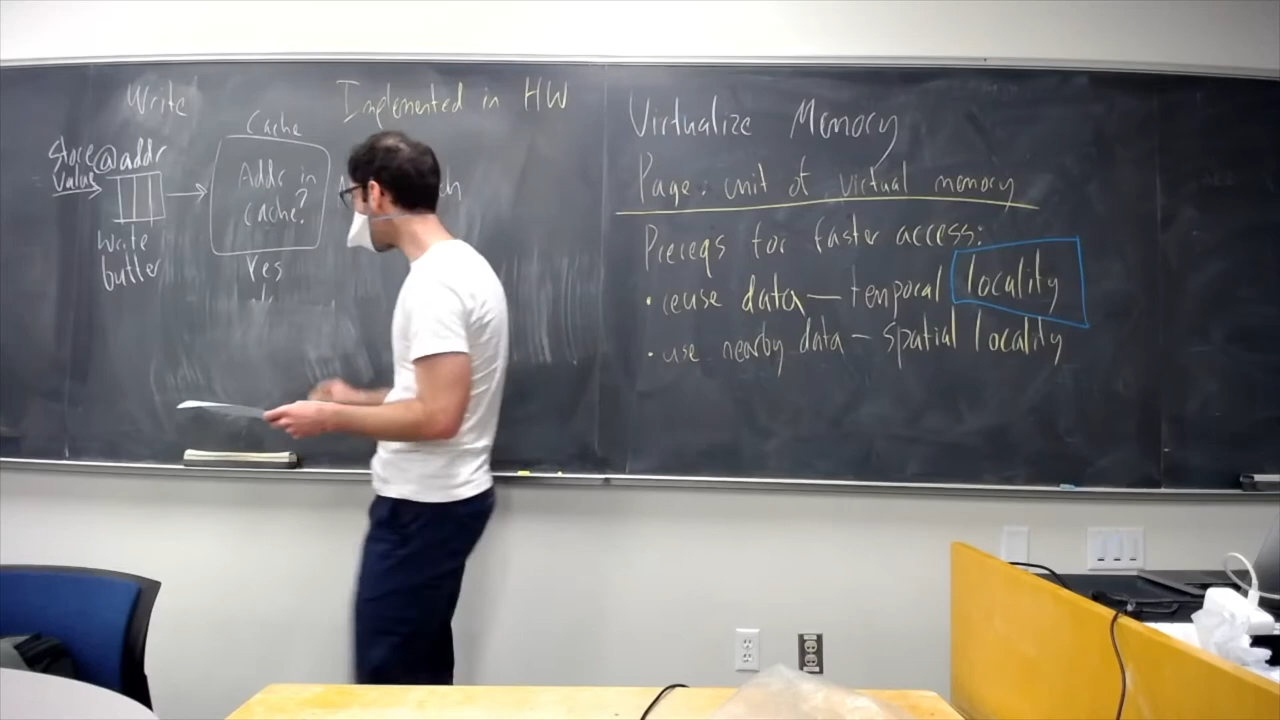 Write
Implemented in HW
Cache
Store @addr
Value
Addr in
cache?
write
buffer
Yes
Virtualize Memory
Page: unit of virtual memory
Prereqs for faster access:
• reuse data — temporal locality
• use nearby data - spatial locality